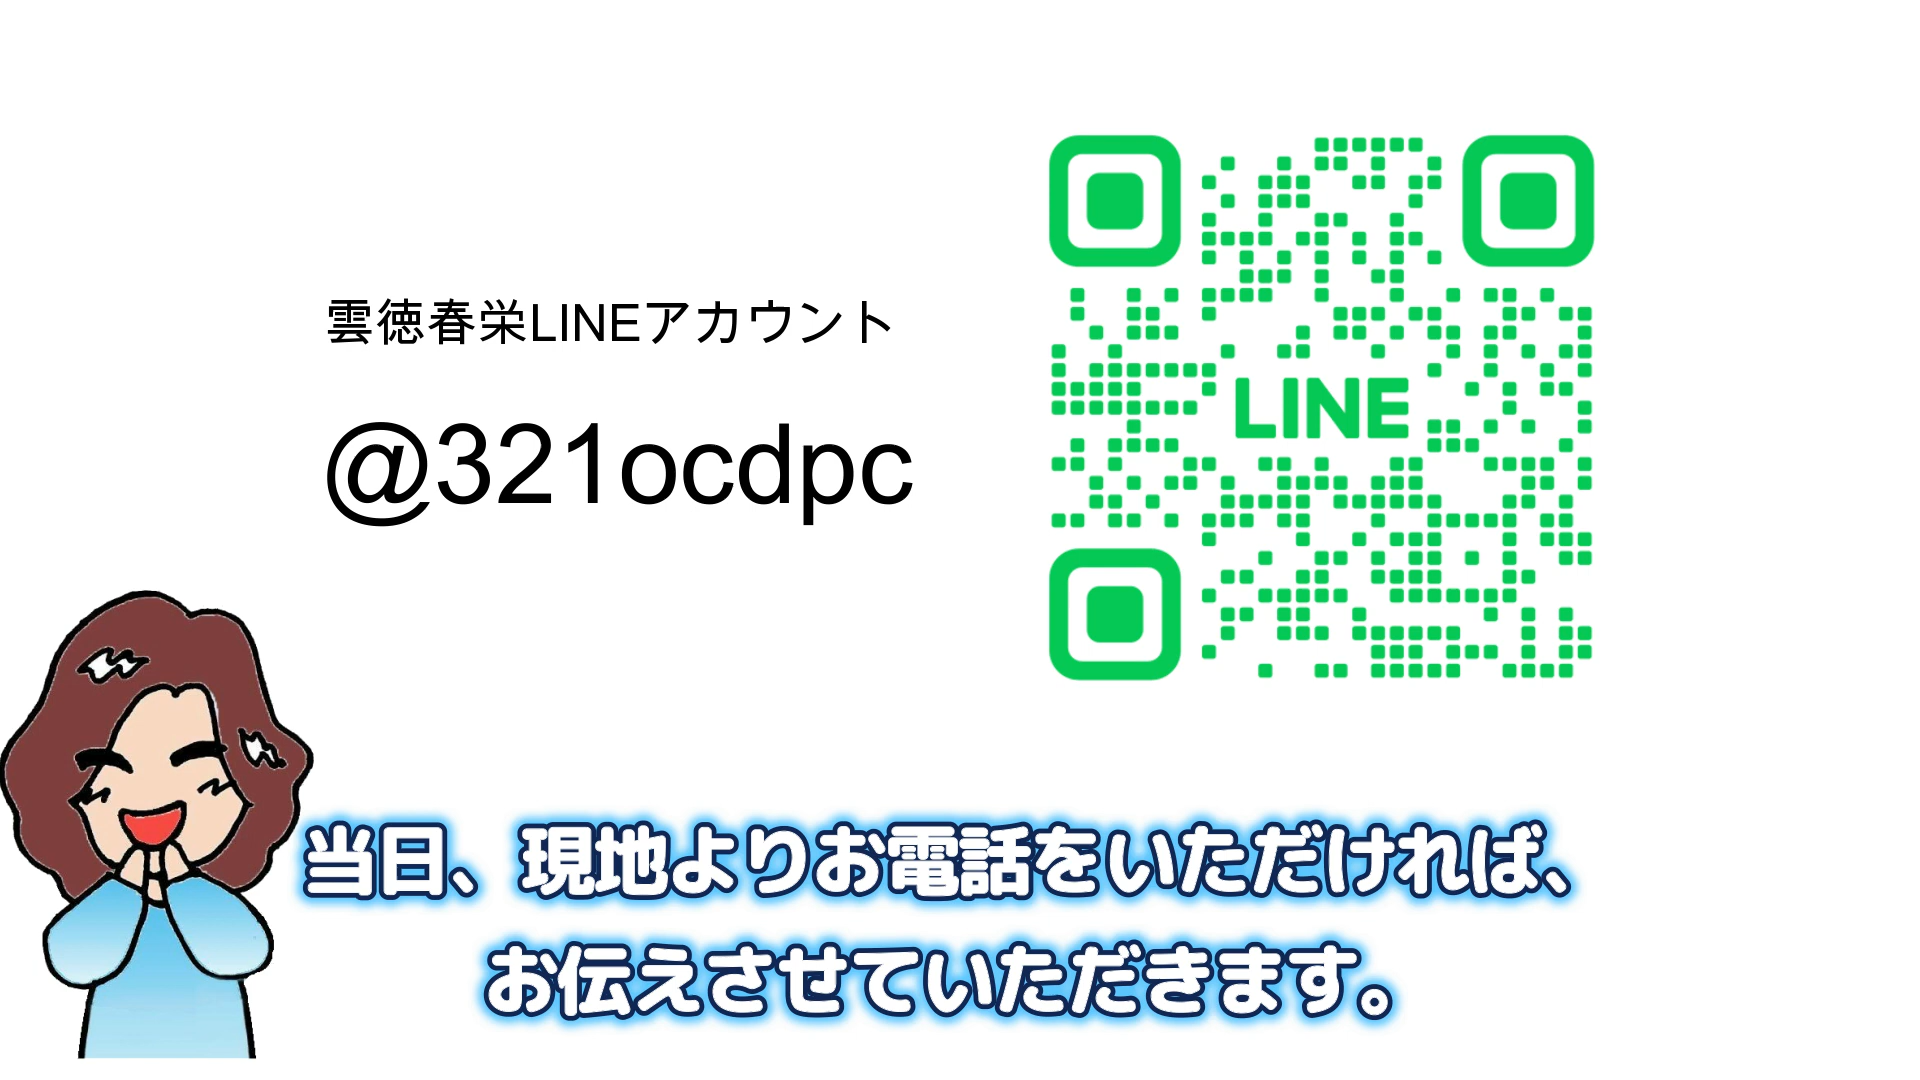 雲徳春栄LINEアカウント
@321ocdpc
LINE
当日、現地よりお電話をいただければ、
お伝えさせていただきます。